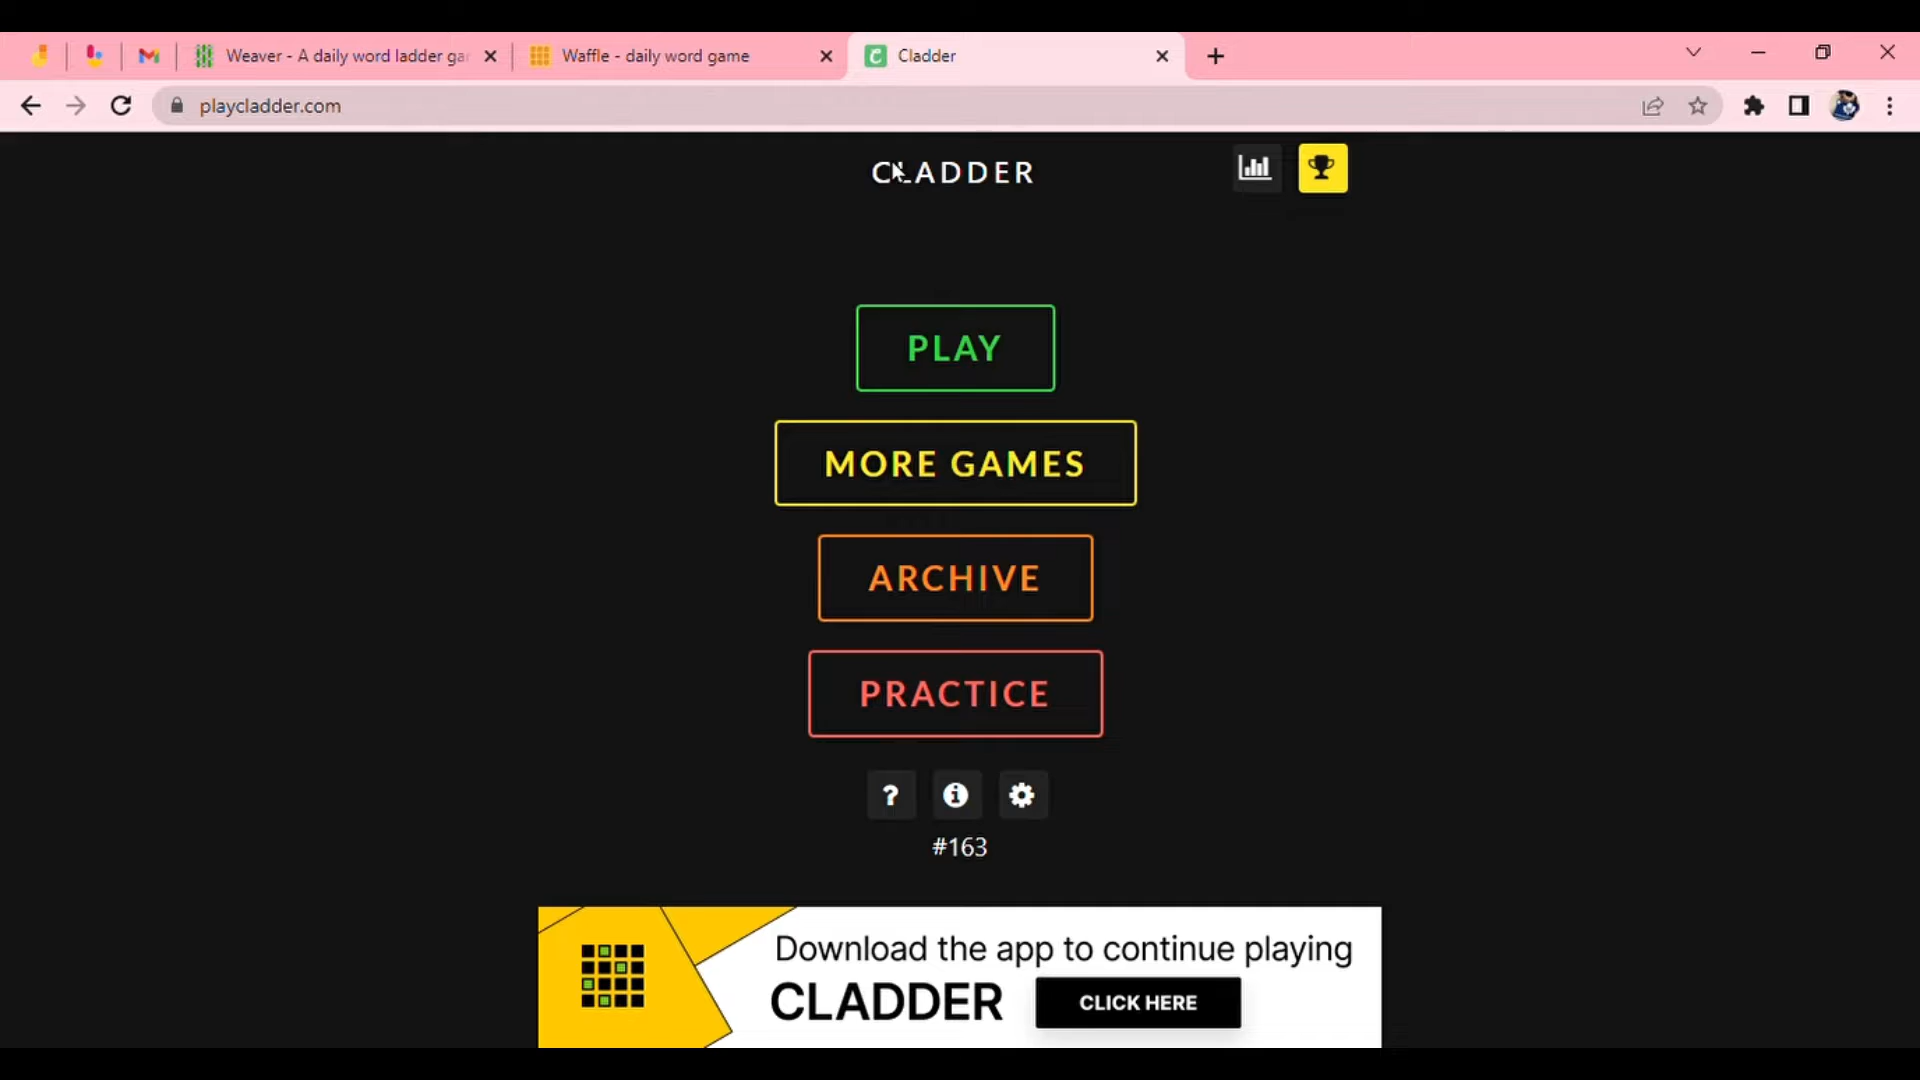 Weaver - A daily word ladder ga
Waffle - daily word game
Cladder
playcladder.com
CLADDER
PLAY
MORE GAMES
ARCHIVE
PRACTICE
#163
Download the app to continue playing
CLADDER
CLICK HERE